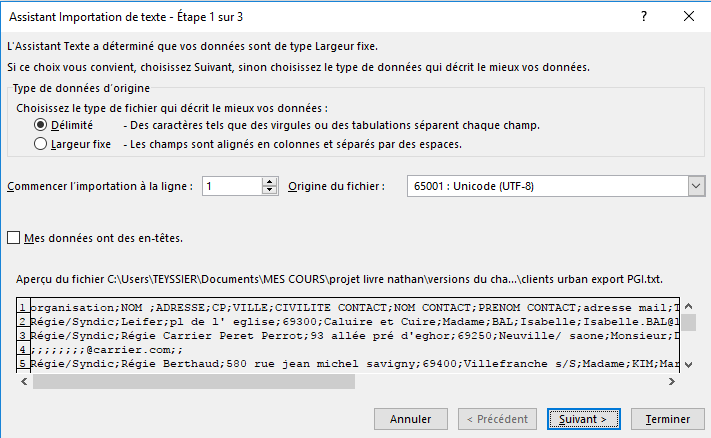 Assistant Importation de texte - Étape 1 sur 3
L'Assistant Texte a déterminé que vos données sont de type Largeur fixe.
Si ce choix vous convient, choisissez Suivant, sinon choisissez le type de données qui décrit le mieux vos données.
Type de données d'origine
Choisissez le type de fichier qui décrit le mieux vos données :
Délimité - Des caractères tels que des virgules ou des tabulations séparent chaque champ.
Largeur fixe - Les champs sont alignés en colonnes et séparés par des espaces.
Commencer l'importation à la ligne : 1 Origine du fichier : 65001 : Unicode (UTF-8)
Mes données ont des en-têtes.
Aperçu du fichier C:\Users\TEYSSIER\Documents\MES COURS\projet livre nathan\versions du cha...\clients urban export PGI.txt.
1 organisation;NOM ;ADRESSE;CP;VILLE;CIVILITE CONTACT;NOM CONTACT;PRENOM CONTACT;adresse mail;T
2 Régie/Syndic;Leifer;pl de l' eglise;69300;Caluire et Cuire;Madame;BAL;Isabelle;Isabelle.BAL@l
3 Régie/Syndic;Régie Carrier Peret Perrot;93 allée pré d'eghor;69250;Neuville/ saone;Monsieur;D
4 ;;;;;;;;@carrier.com;;
5 Régie/Syndic;Régie Berthaud;580 rue jean michel savigny;69400;Villefranche s/S;Madame;KIM;Mar
Annuler < Précédent Suivant > Terminer